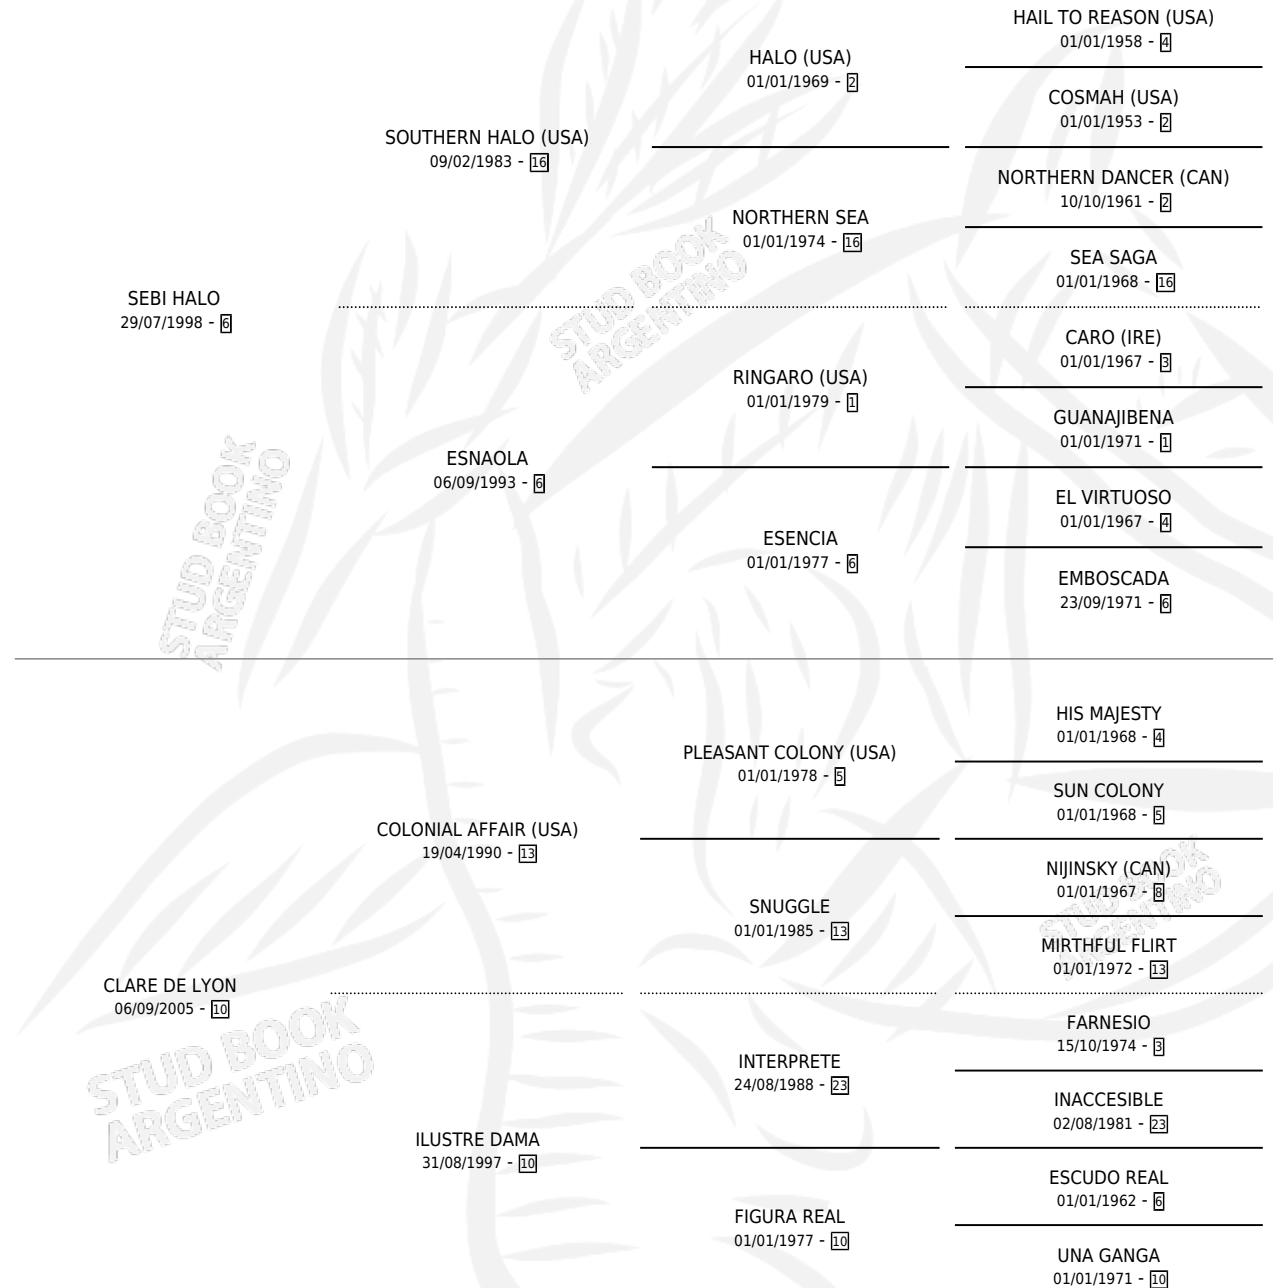 HAIL TO REASON (USA)
01/01/1958 - 4
HALO (USA)
01/01/1969 - 2
COSMAH (USA)
01/01/1953 - 2
SOUTHERN HALO (USA)
09/02/1983 - 16
NORTHERN DANCER (CAN)
10/10/1961 - 2
NORTHERN SEA
01/01/1974 - 16
SEA SAGA
01/01/1968 - 16
SEBI HALO
29/07/1998 - 6
CARO (IRE)
01/01/1967 - 3
RINGARO (USA)
01/01/1979 - 1
GUANAJIBENA
01/01/1971 - 1
ESNAOLA
06/09/1993 - 6
EL VIRTUOSO
01/01/1967 - 4
ESENCIA
01/01/1977 - 6
EMBOSCADA
23/09/1971 - 6
HIS MAJESTY
01/01/1968 - 4
PLEASANT COLONY (USA)
01/01/1978 - 5
SUN COLONY
01/01/1968 - 5
COLONIAL AFFAIR (USA)
19/04/1990 - 13
NIJINSKY (CAN)
01/01/1967 - 8
SNUGGLE
01/01/1985 - 13
MIRTHFUL FLIRT
01/01/1972 - 13
CLARE DE LYON
06/09/2005 - 10
FARNESIO
15/10/1974 - 3
INTERPRETE
24/08/1988 - 23
INACCESIBLE
02/08/1981 - 23
ILUSTRE DAMA
31/08/1997 - 10
ESCUDO REAL
01/01/1962 - 6
FIGURA REAL
01/01/1977 - 10
UNA GANGA
01/01/1971 - 10
STUD BOOK
ARGENTINO
STUD BOOK
ARGENTINO
STUD BOOK
ARGENTINO
STUD BOOK
ARGENTINO